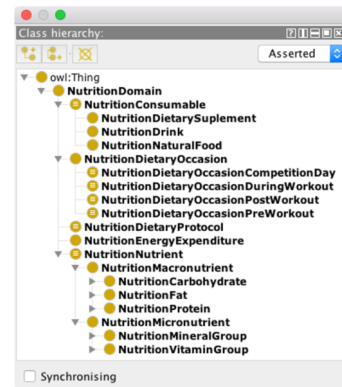 Class hierarchy:
Asserted
owl:Thing
NutritionDomain
NutritionConsumable
NutritionDietarySuplement
NutritionDrink
NutritionNaturalFood
NutritionDietaryOccasion
NutritionDietaryOccasionCompetitionDay
NutritionDietaryOccasionDuringWorkout
NutritionDietaryOccasionPostWorkout
NutritionDietaryOccasionPreWorkout
NutritionDietaryProtocol
NutritionEnergyExpenditure
NutritionNutrient
NutritionMacronutrient
NutritionCarbohydrate
NutritionFat
NutritionProtein
NutritionMicronutrient
NutritionMineralGroup
NutritionVitaminGroup
Synchronising